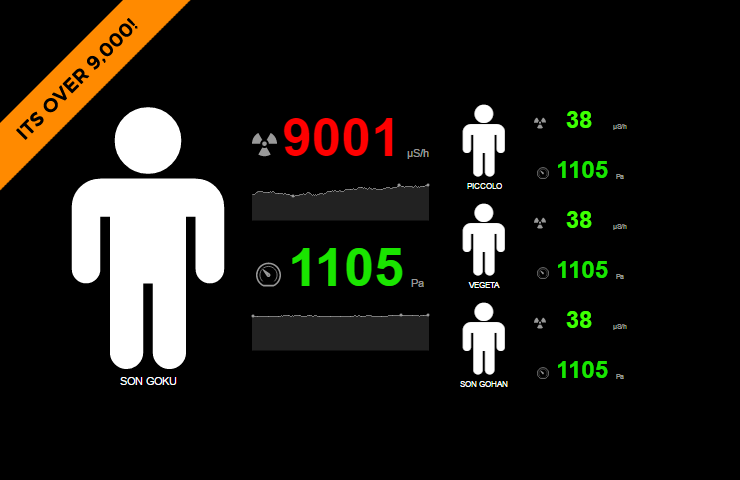 ITS OVER 9,000!
9001 µS/h
1105 Pa
SON GOKU
38 µS/h
1105 Pa
PICCOLO
38 µS/h
1105 Pa
VEGETA
38 µS/h
1105 Pa
SON GOHAN